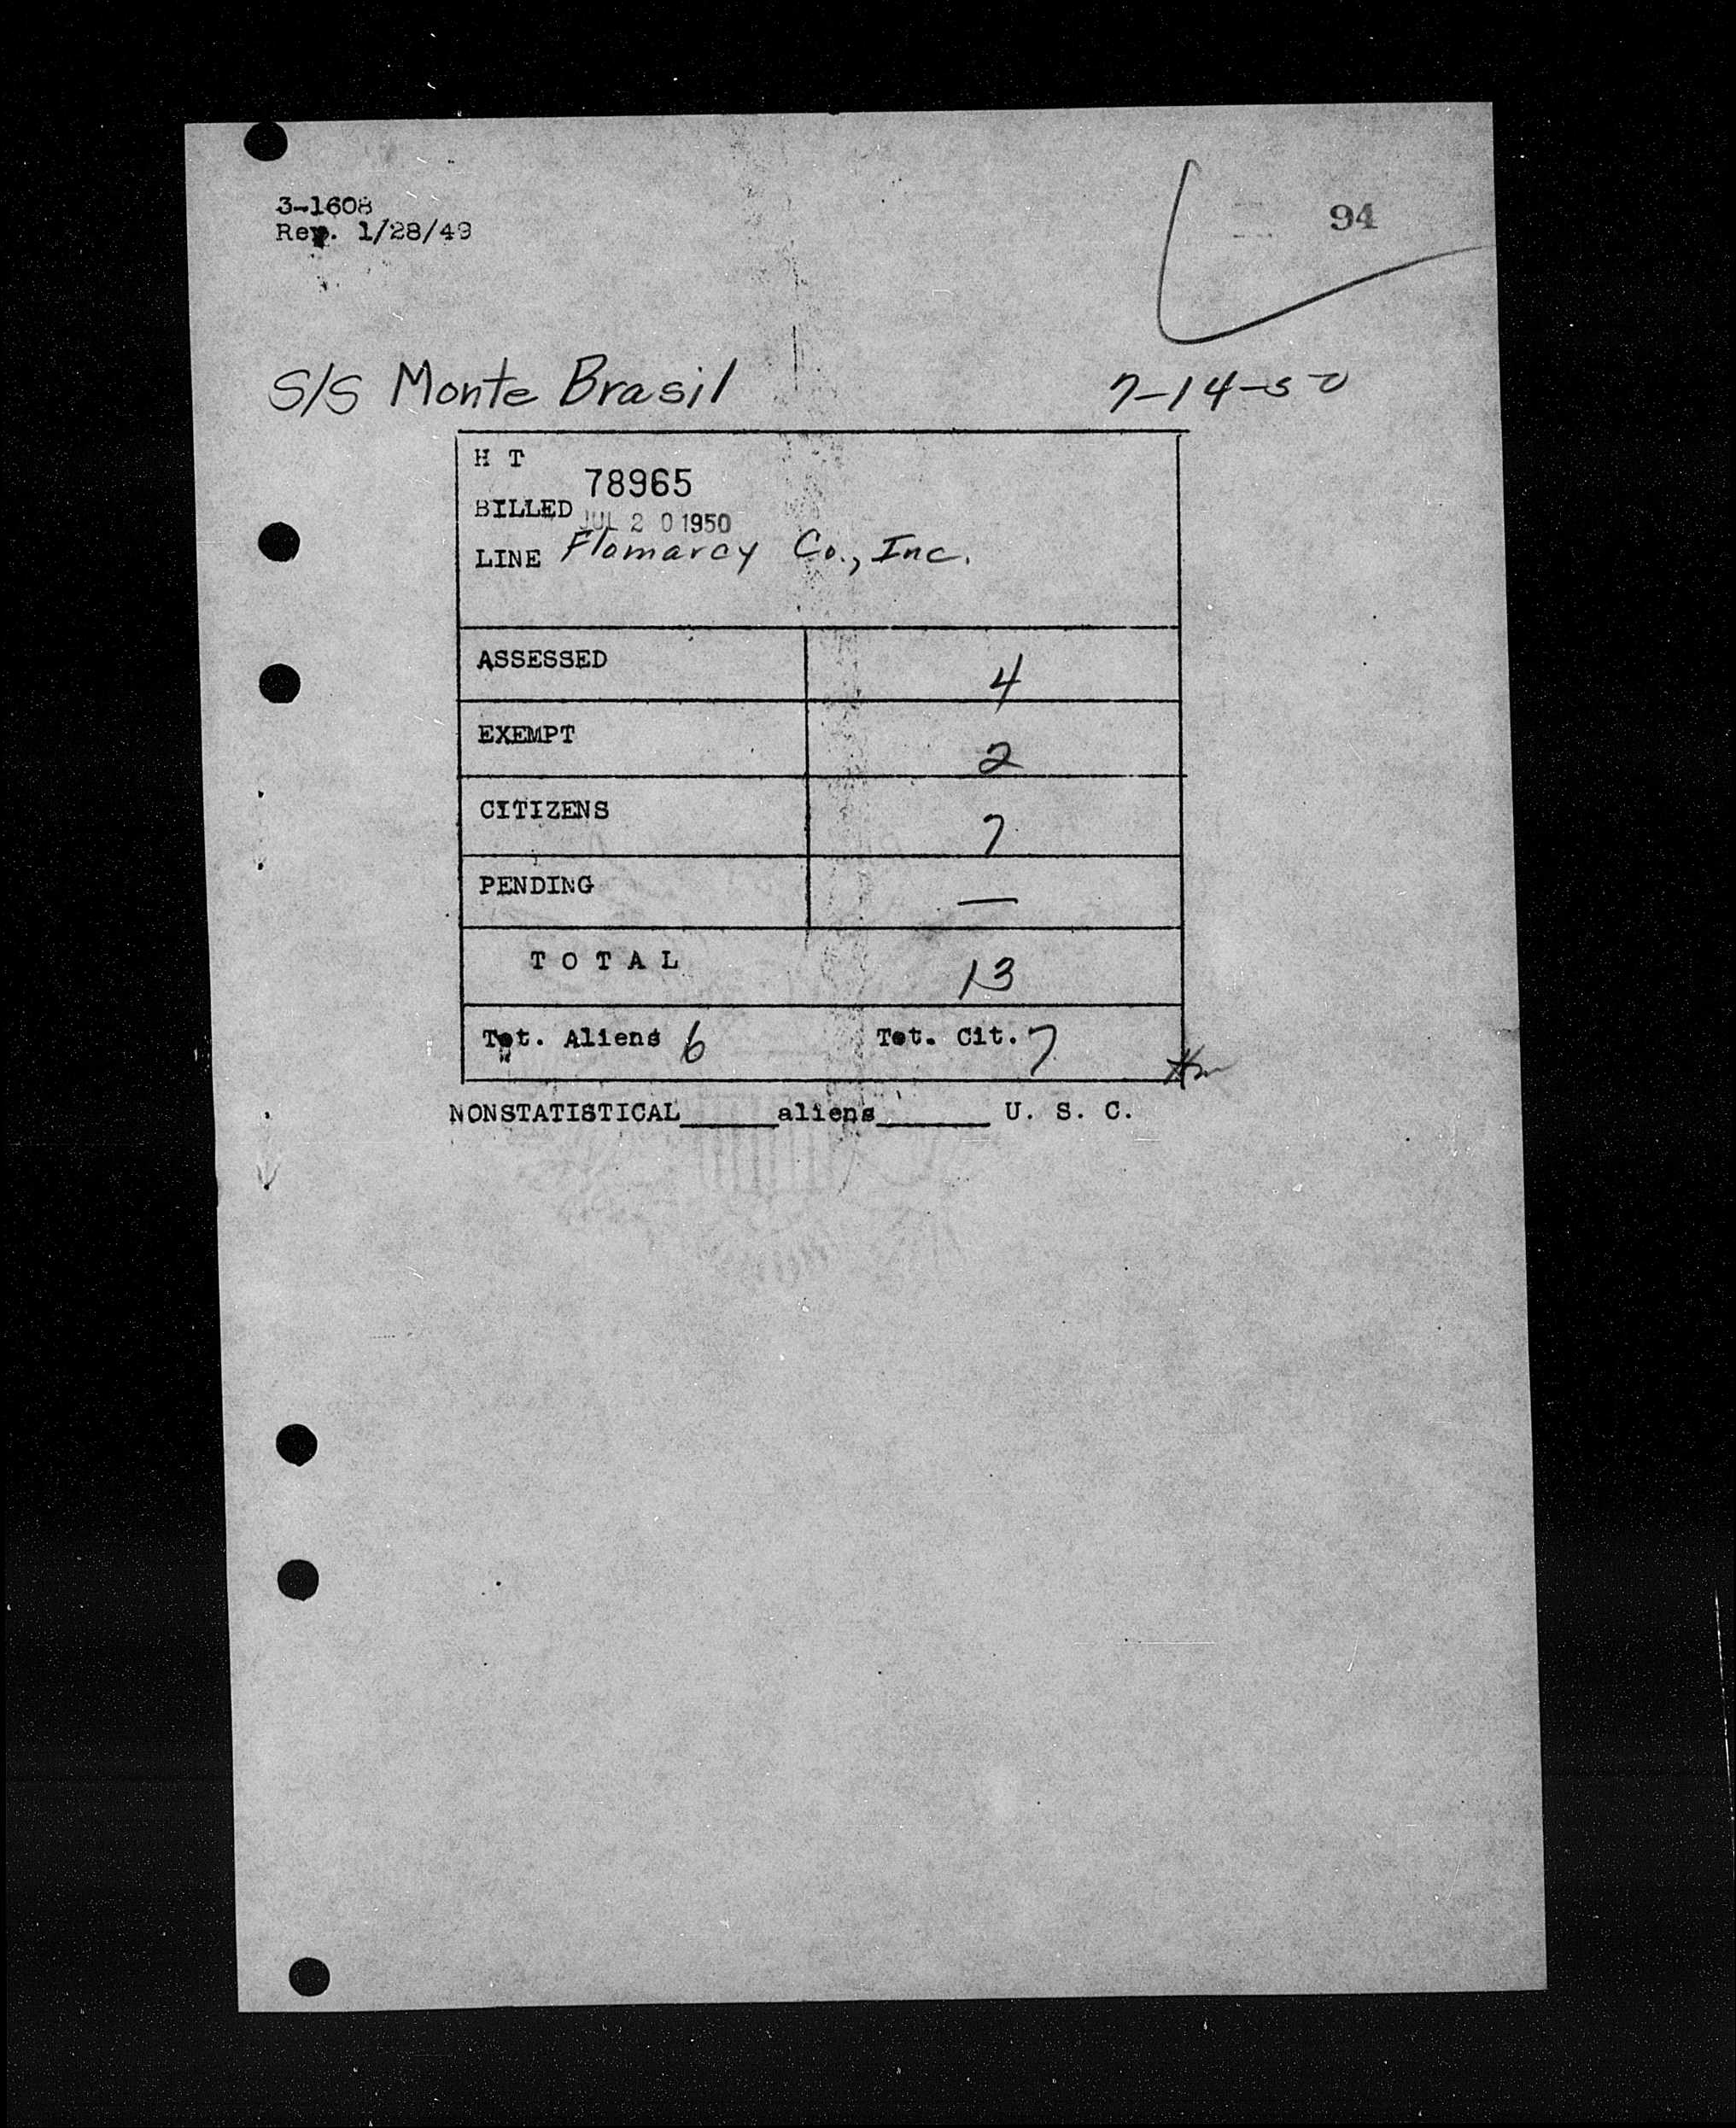 3-1608
Rev. 1/28/49
94
S/S Monte Brasil 7-14-50
H T
78965
BILLED JUL 20 1950
LINE Flomarcy Co., Inc.
ASSESSED 4
EXEMPT 2
CITIZENS 7
PENDING —
TOTAL 13
Tot. Aliens 6 Tot. Cit. 7
NONSTATISTICAL_____aliens______ U. S. C.